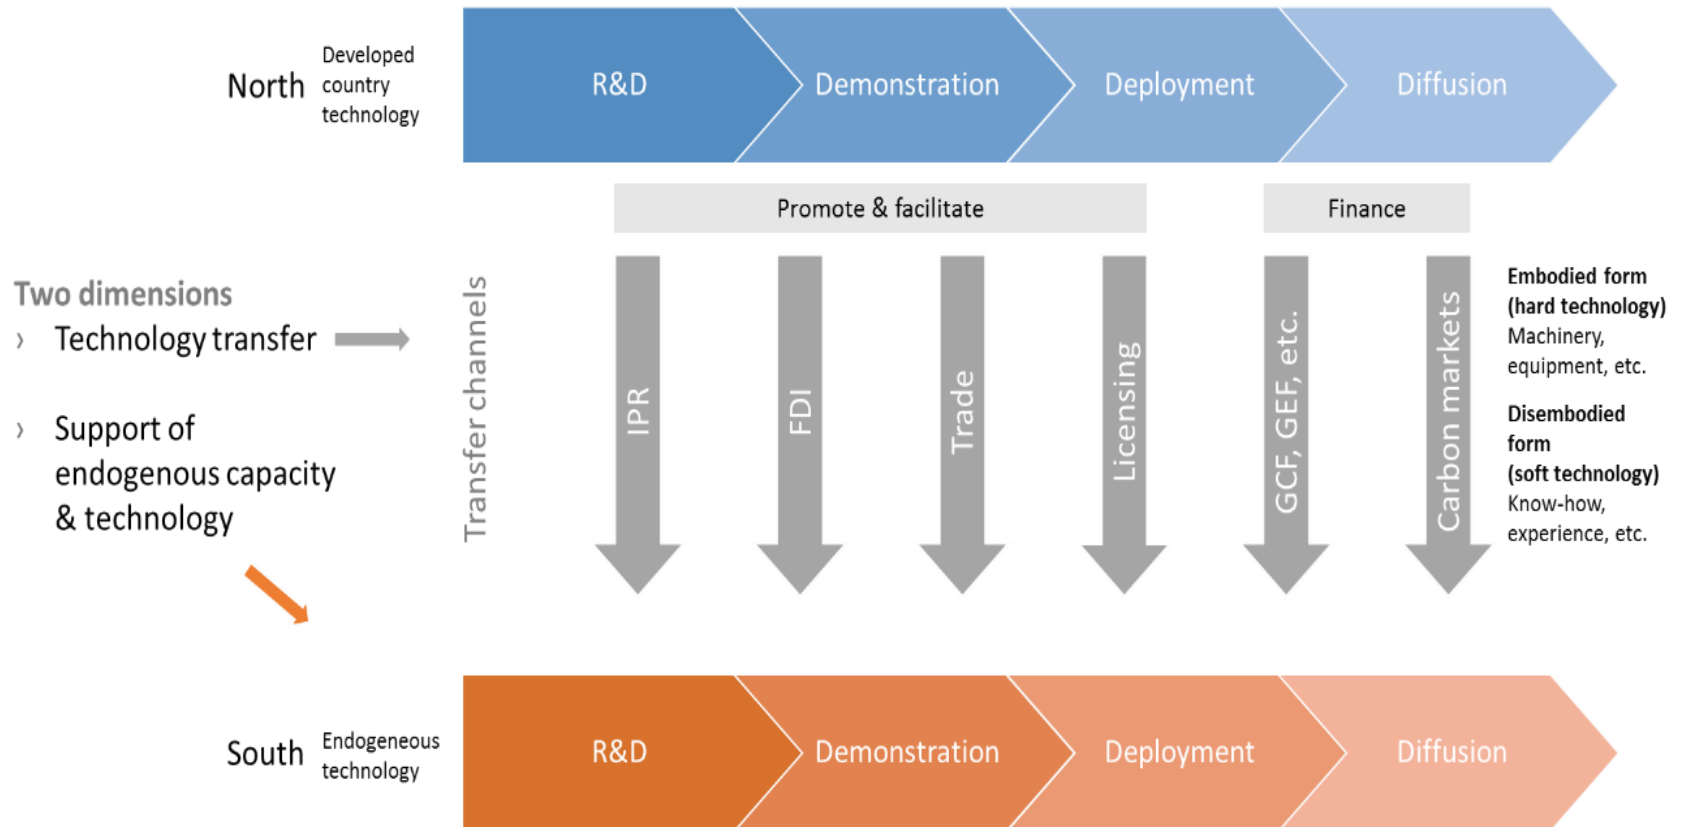 North
Developed
country
technology
R&D
Demonstration
Deployment
Diffusion
Promote & facilitate
Finance
Two dimensions
› Technology transfer
› Support of
endogenous capacity
& technology
Transfer channels
IPR
FDI
Trade
Licensing
GCF, GEF, etc.
Carbon markets
Embodied form
(hard technology)
Machinery,
equipment, etc.
Disembodied
form
(soft technology)
Know-how,
experience, etc.
South
Endogeneous
technology
R&D
Demonstration
Deployment
Diffusion